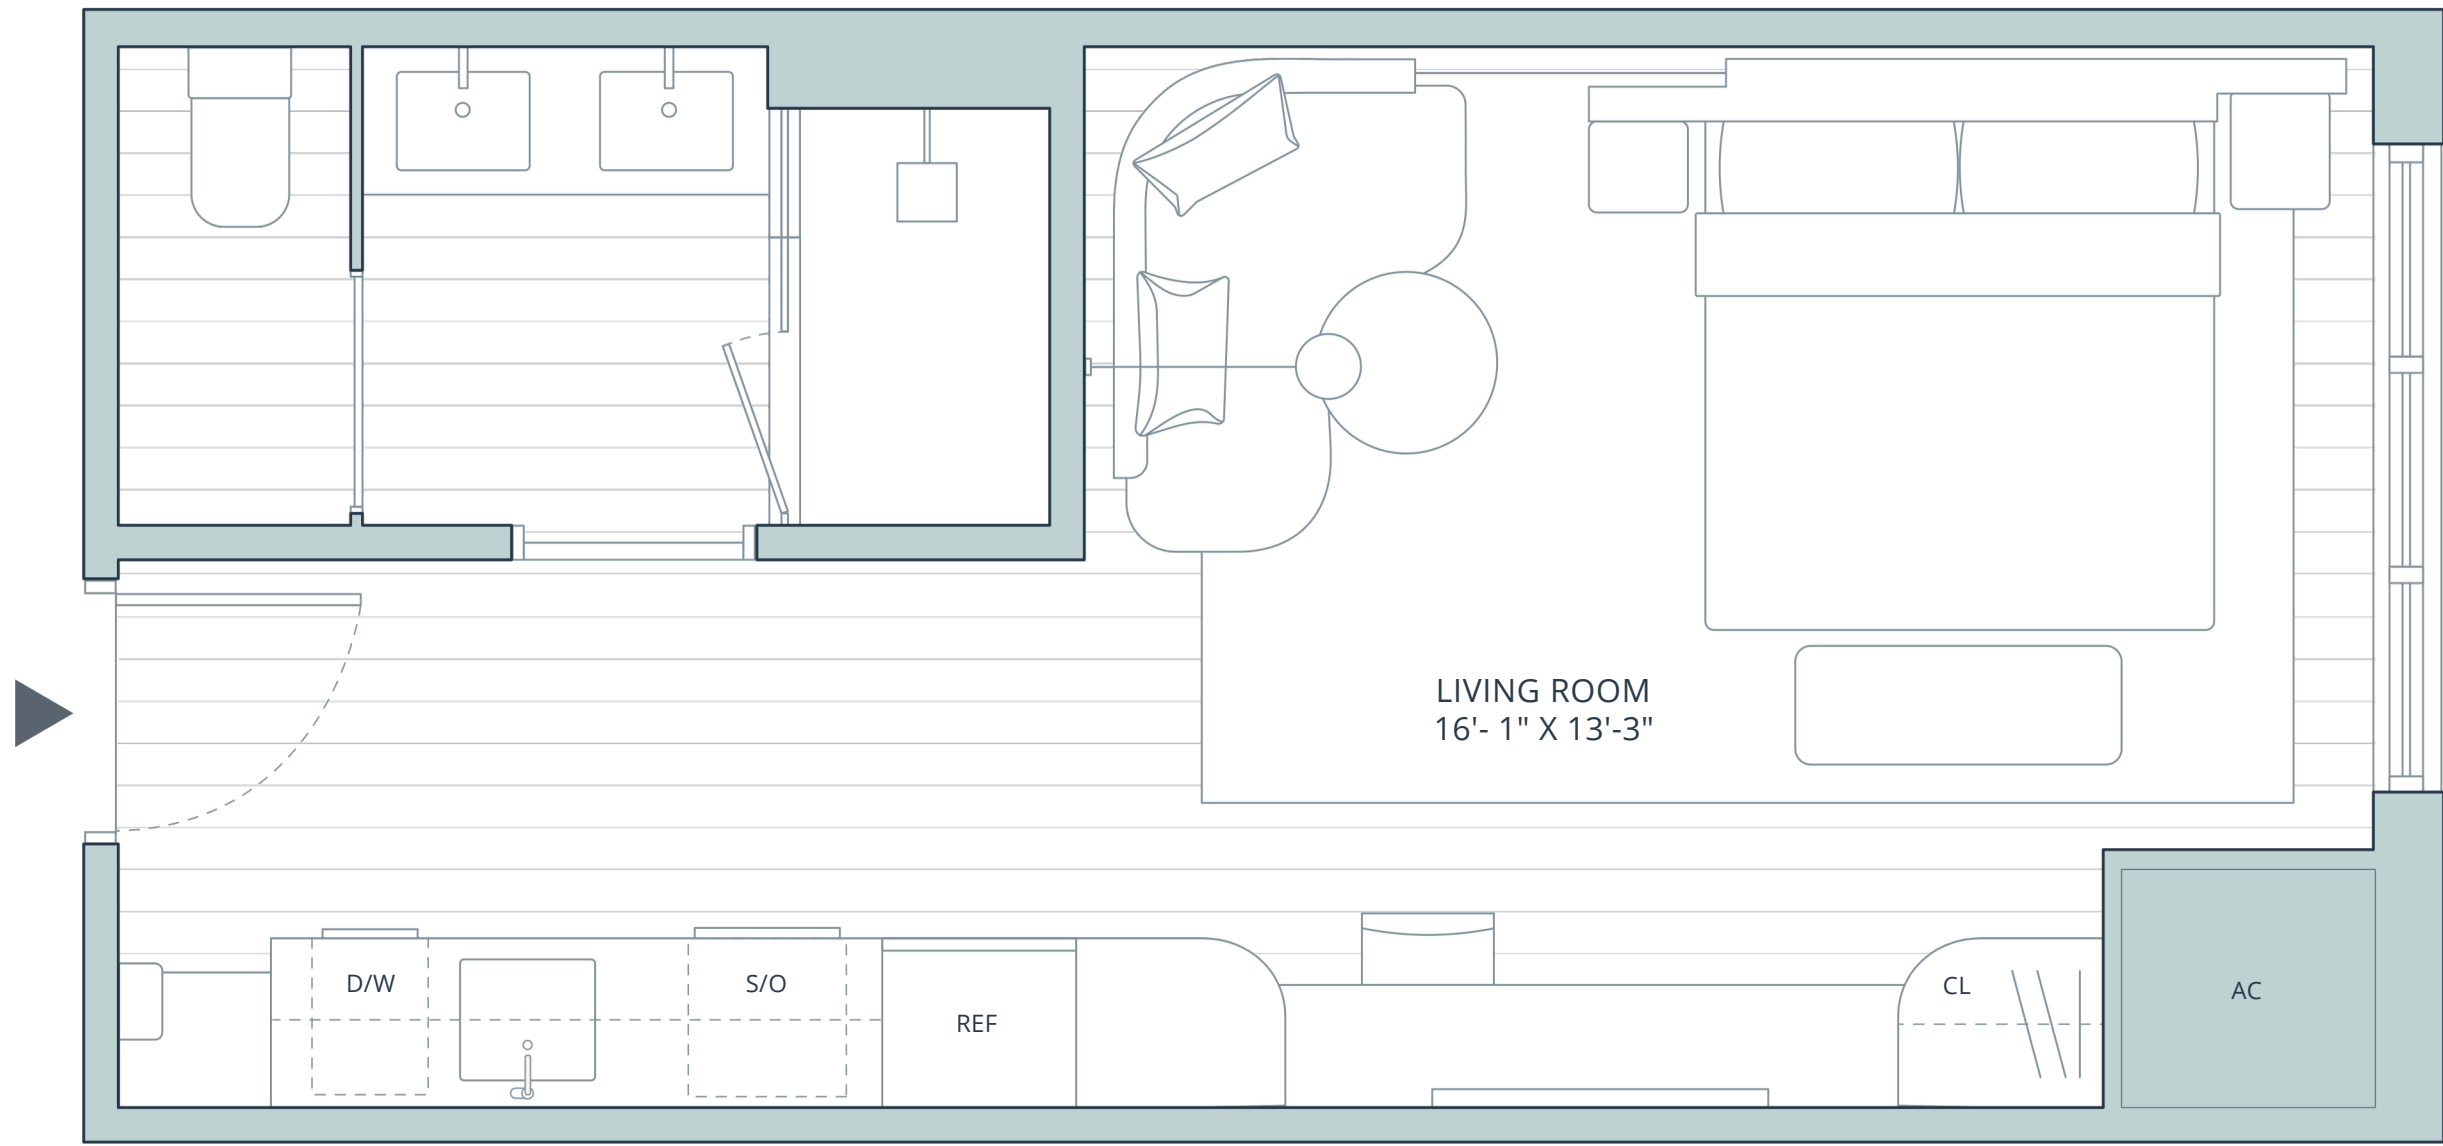 LIVING ROOM
16'- 1" X 13'-3"
D/W
S/O
REF
CL
AC